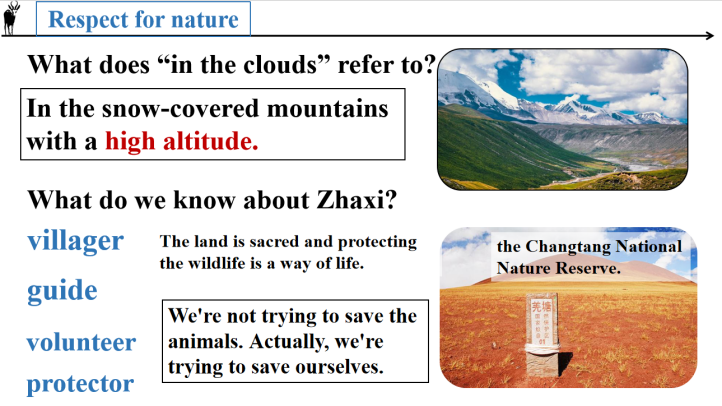 Respect for nature
What does “in the clouds” refer to?
In the snow-covered mountains
with a high altitude.
What do we know about Zhaxi?
villager
The land is sacred and protecting
the wildlife is a way of life.
guide
We're not trying to save the
animals. Actually, we're
trying to save ourselves.
volunteer
protector
the Changtang National
Nature Reserve.
羌塘